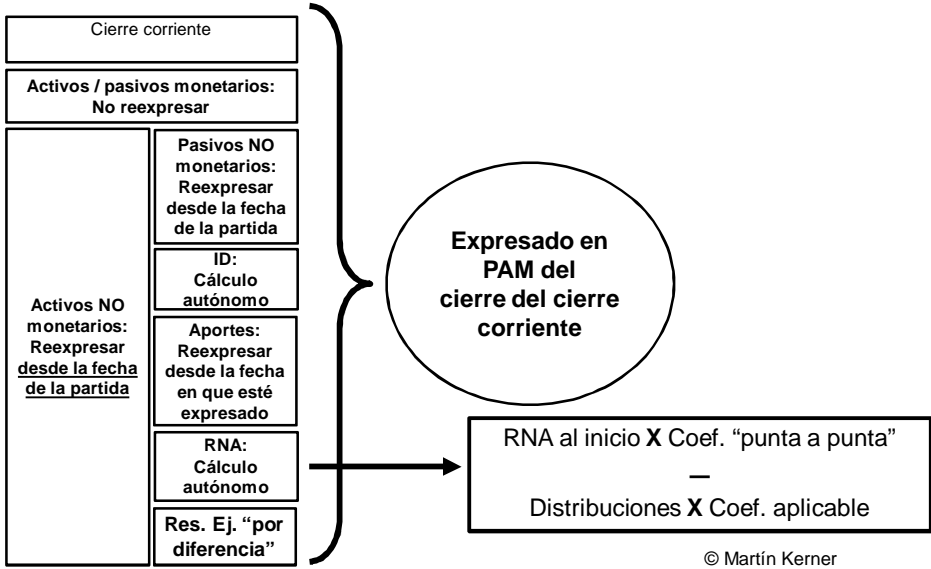 Cierre corriente
Activos / pasivos monetarios:
No reexpresar
Activos NO
monetarios:
Reexpresar
desde la fecha
de la partida
Pasivos NO
monetarios:
Reexpresar
desde la fecha
de la partida
ID:
Cálculo
autónomo
Aportes:
Reexpresar
desde la fecha
en que esté
expresado
RNA:
Cálculo
autónomo
Res. Ej. “por
diferencia”
Expresado en
PAM del
cierre del cierre
corriente
RNA al inicio X Coef. “punta a punta”
–
Distribuciones X Coef. aplicable
© Martín Kerner